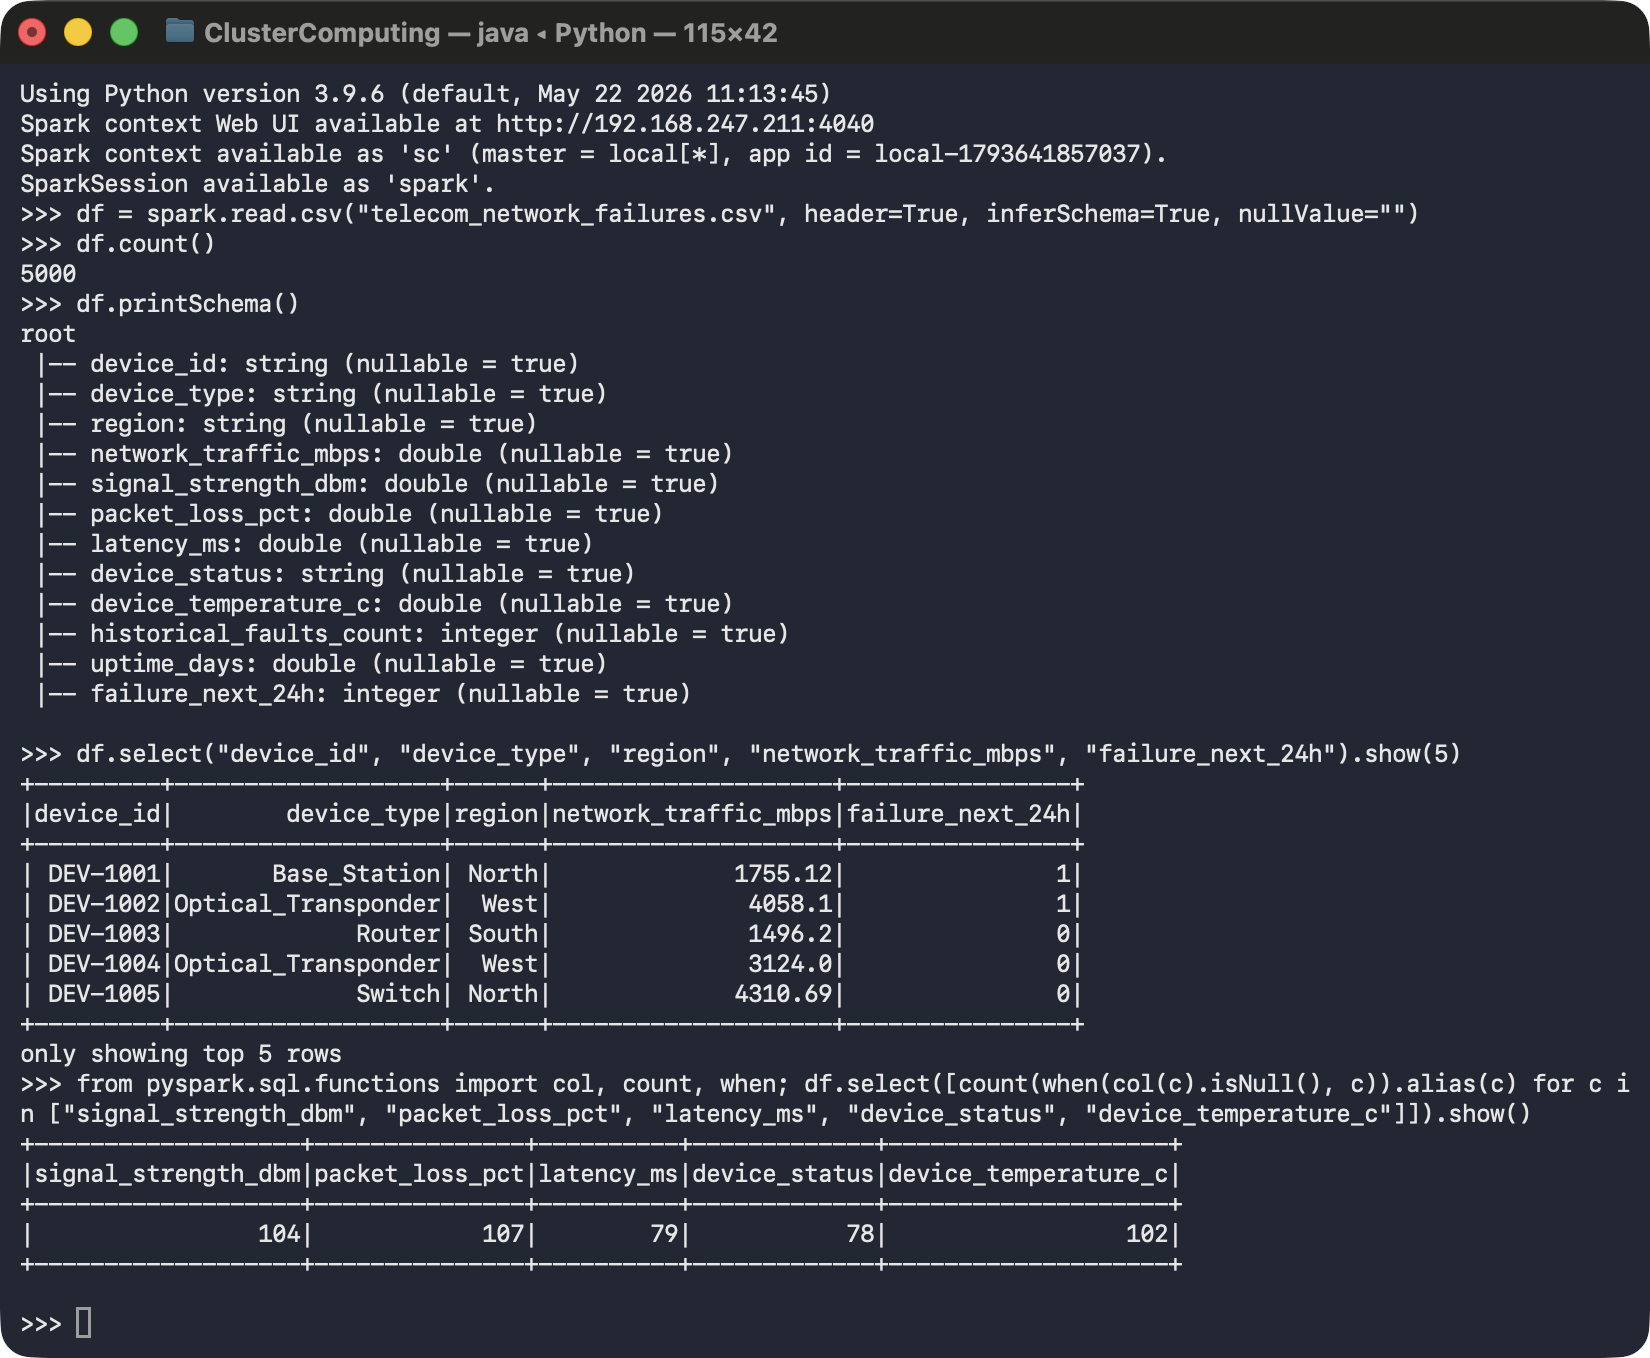 ClusterComputing — java ◂ Python — 115×42
Using Python version 3.9.6 (default, May 22 2026 11:13:45)
Spark context Web UI available at http://192.168.247.211:4040
Spark context available as 'sc' (master = local[*], app id = local-1793641857037).
SparkSession available as 'spark'.
>>> df = spark.read.csv("telecom_network_failures.csv", header=True, inferSchema=True, nullValue="")
>>> df.count()
5000
>>> df.printSchema()
root
 |-- device_id: string (nullable = true)
 |-- device_type: string (nullable = true)
 |-- region: string (nullable = true)
 |-- network_traffic_mbps: double (nullable = true)
 |-- signal_strength_dbm: double (nullable = true)
 |-- packet_loss_pct: double (nullable = true)
 |-- latency_ms: double (nullable = true)
 |-- device_status: string (nullable = true)
 |-- device_temperature_c: double (nullable = true)
 |-- historical_faults_count: integer (nullable = true)
 |-- uptime_days: double (nullable = true)
 |-- failure_next_24h: integer (nullable = true)

>>> df.select("device_id", "device_type", "region", "network_traffic_mbps", "failure_next_24h").show(5)
+---------+-------------------+------+--------------------+----------------+
|device_id|        device_type|region|network_traffic_mbps|failure_next_24h|
+---------+-------------------+------+--------------------+----------------+
| DEV-1001|       Base_Station| North|             1755.12|               1|
| DEV-1002|Optical_Transponder|  West|              4058.1|               1|
| DEV-1003|             Router| South|              1496.2|               0|
| DEV-1004|Optical_Transponder|  West|              3124.0|               0|
| DEV-1005|             Switch| North|             4310.69|               0|
+---------+-------------------+------+--------------------+----------------+
only showing top 5 rows
>>> from pyspark.sql.functions import col, count, when; df.select([count(when(col(c).isNull(), c)).alias(c) for c i
n ["signal_strength_dbm", "packet_loss_pct", "latency_ms", "device_status", "device_temperature_c"]]).show()
+-------------------+---------------+----------+-------------+--------------------+
|signal_strength_dbm|packet_loss_pct|latency_ms|device_status|device_temperature_c|
+-------------------+---------------+----------+-------------+--------------------+
|                104|            107|        79|           78|                 102|
+-------------------+---------------+----------+-------------+--------------------+

>>>